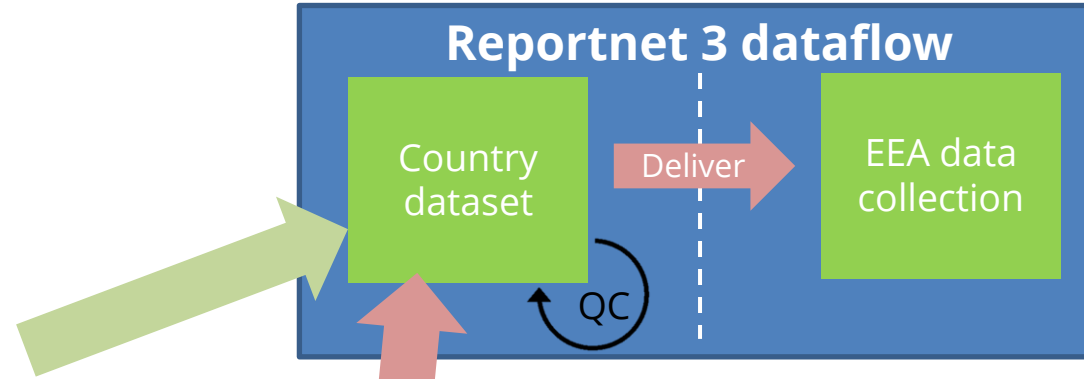 Reportnet 3 dataflow
Country
dataset
Deliver
EEA data
collection
QC